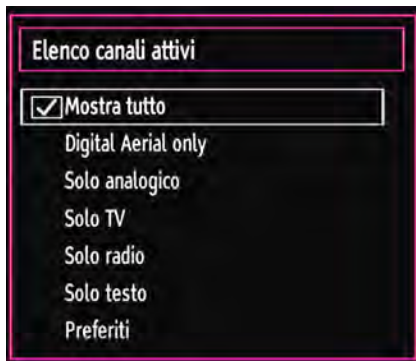 Elenco canali attivi
Mostra tutto
Digital Aerial only
Solo analogico
Solo TV
Solo radio
Solo testo
Preferiti